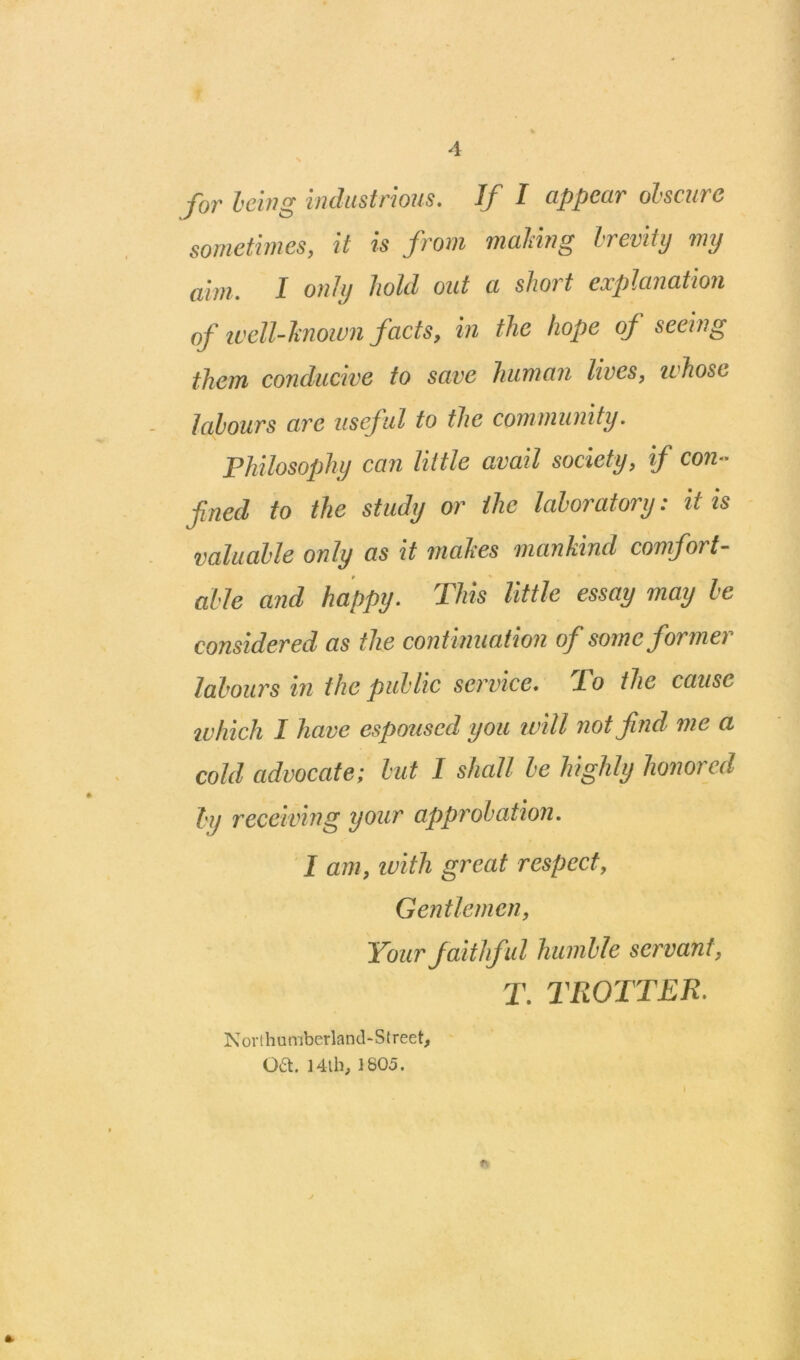 4
for being industrious. If I appear obscure
sometimes, it is from making brevity my
aim. I only hold out a short explanation
of well-known facts, in the hope of seeing
them conducive to save human lives, whose
labours are useful to the community.
Philosophy can little avail society, if con-
fined to the study or the laboratory: it is
valuable only as it makes mankind comfort-
able and happy. This little essay may be
considered as the continuation of some former
labours in the public service. To the cause
which I have espoused you will not find me a
cold advocate; but I shall be highly honored
by receiving your approbation.
I am, with great respect,
Gentlemen,
Your faithful humble servant,
T. TROTTER.
Northumberland-Street,
Oct. 14th, 1805.